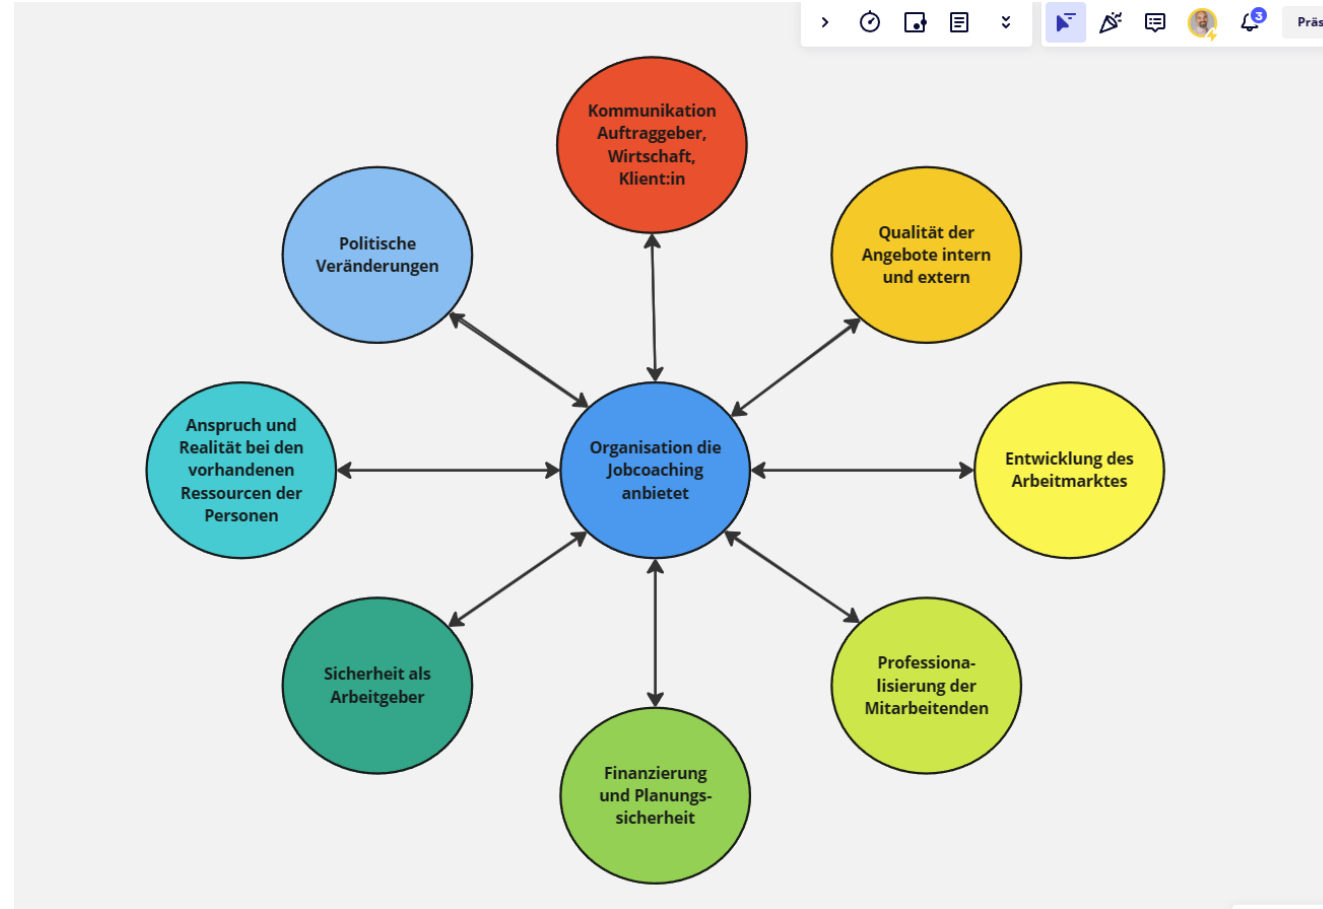 3
Präs
Kommunikation
Auftraggeber,
Wirtschaft,
Klient:in
Politische
Veränderungen
Qualität der
Angebote intern
und extern
Anspruch und
Realität bei den
vorhandenen
Ressourcen der
Personen
Organisation die
Jobcoaching
anbietet
Entwicklung des
Arbeitmarktes
Sicherheit als
Arbeitgeber
Professiona-
lisierung der
Mitarbeitenden
Finanzierung
und Planungs-
sicherheit